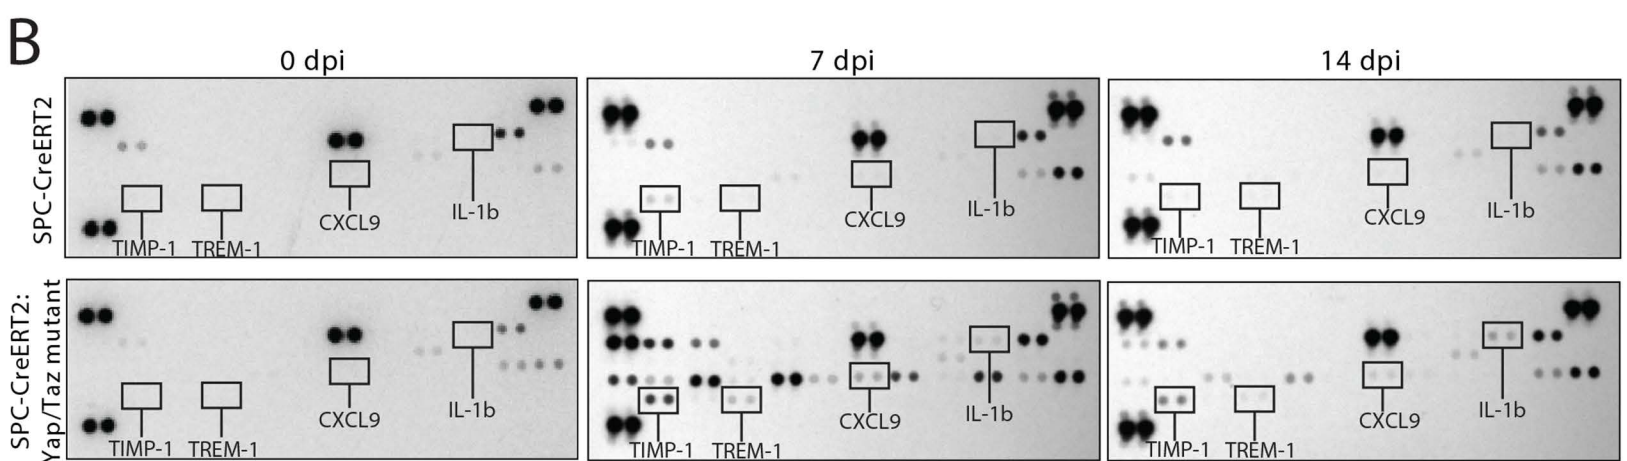 B
0 dpi 7 dpi 14 dpi
SPC-CreERT2
TIMP-1 TREM-1 CXCL9 IL-1b
TIMP-1 TREM-1 CXCL9 IL-1b
TIMP-1 TREM-1 CXCL9 IL-1b
SPC-CreERT2:
Yap/Taz mutant
TIMP-1 TREM-1 CXCL9 IL-1b
TIMP-1 TREM-1 CXCL9 IL-1b
TIMP-1 TREM-1 CXCL9 IL-1b